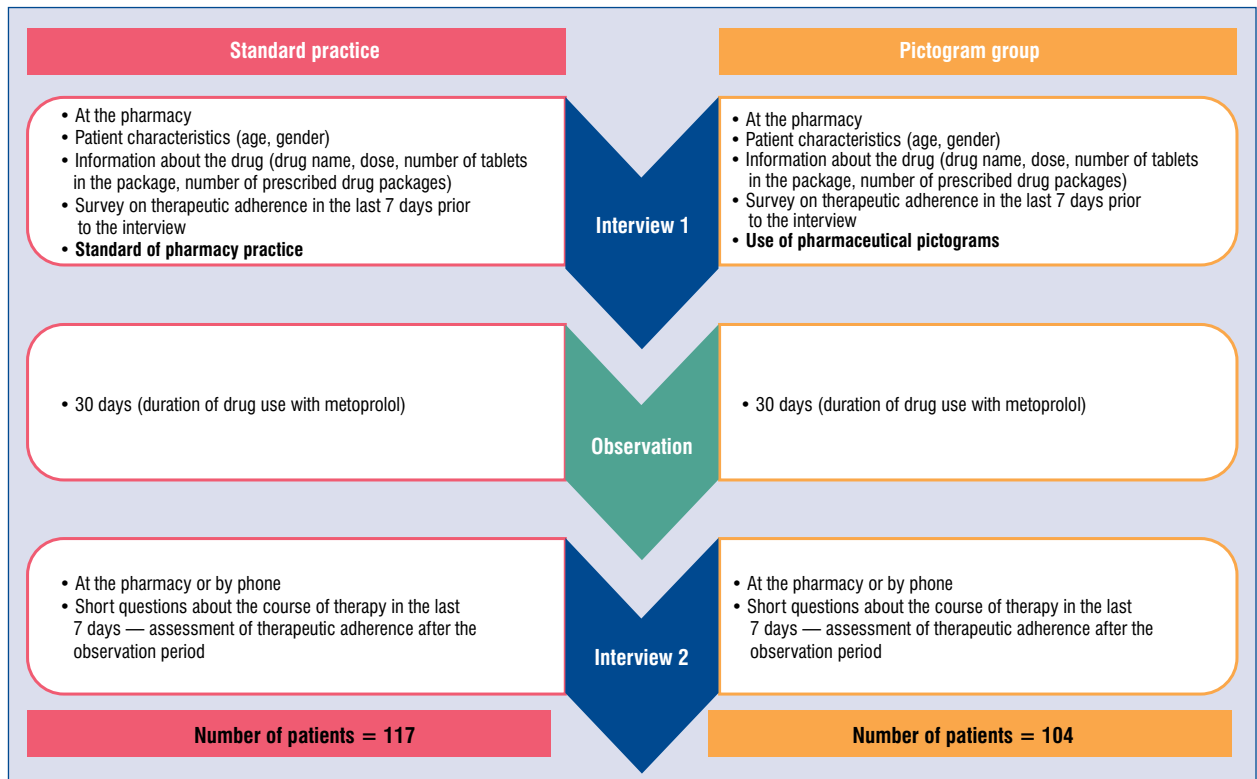 Standard practice
Pictogram group
• At the pharmacy
• Patient characteristics (age, gender)
• Information about the drug (drug name, dose, number of tablets
in the package, number of prescribed drug packages)
• Survey on therapeutic adherence in the last 7 days prior
to the interview
• Standard of pharmacy practice
Interview 1
• At the pharmacy
• Patient characteristics (age, gender)
• Information about the drug (drug name, dose, number of tablets
in the package, number of prescribed drug packages)
• Survey on therapeutic adherence in the last 7 days prior
to the interview
• Use of pharmaceutical pictograms
• 30 days (duration of drug use with metoprolol)
Observation
• 30 days (duration of drug use with metoprolol)
• At the pharmacy or by phone
• Short questions about the course of therapy in the last
7 days — assessment of therapeutic adherence after the
observation period
Interview 2
• At the pharmacy or by phone
• Short questions about the course of therapy in the last
7 days — assessment of therapeutic adherence after the
observation period
Number of patients = 117
Number of patients = 104